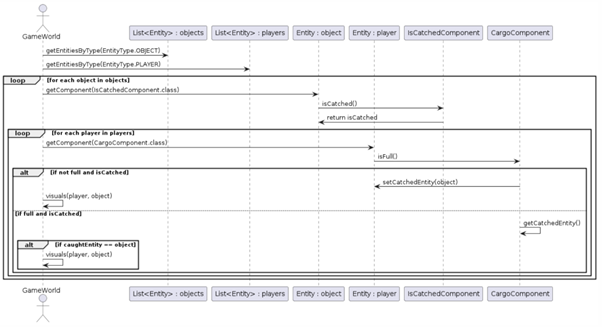 GameWorld
List<Entity> : objects
List<Entity> : players
Entity : object
Entity : player
IsCatchedComponent
CargoComponent
getEntitiesByType(EntityType.OBJECT)
getEntitiesByType(EntityType.PLAYER)
loop [for each object in objects]
getComponent(IsCatchedComponent.class)
isCatched()
return isCatched
loop [for each player in players]
getComponent(CargoComponent.class)
isFull()
alt [if not full and isCatched]
setCatchedEntity(object)
visuals(player, object)
[if full and isCatched]
getCatchedEntity()
alt [if caughtEntity == object]
visuals(player, object)
GameWorld
List<Entity> : objects
List<Entity> : players
Entity : object
Entity : player
IsCatchedComponent
CargoComponent